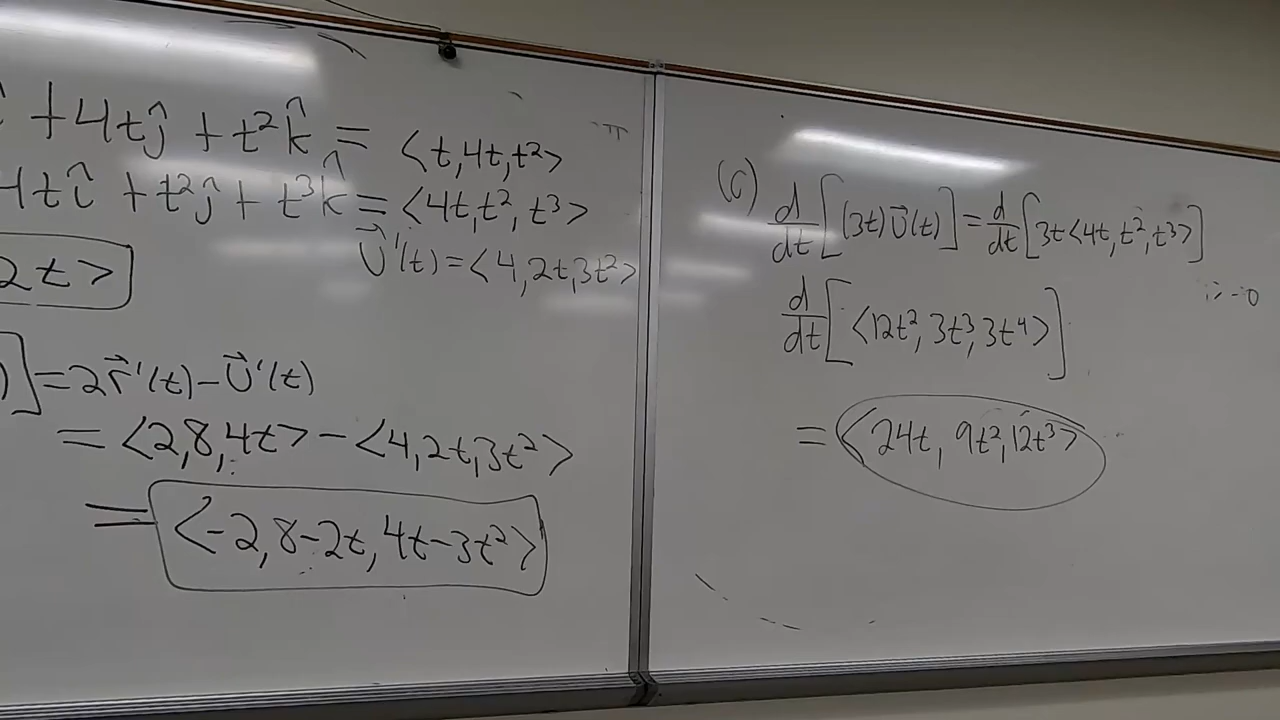 +4tĵ + t²k̂ = <t, 4t, t²>
4tî + t²ĵ + t³k̂ = <4t, t², t³>
U⃗'(t) = <4, 2t, 3t²>
2t>
)] = 2r⃗'(t) - U⃗'(t)
= <2, 8, 4t> - <4, 2t, 3t²>
= <-2, 8-2t, 4t-3t²>
(C) d/dt[(3t)U⃗(t)] = d/dt[3t<4t, t², t³>]
d/dt[<12t², 3t³, 3t⁴>]
= <24t, 9t², 12t³>